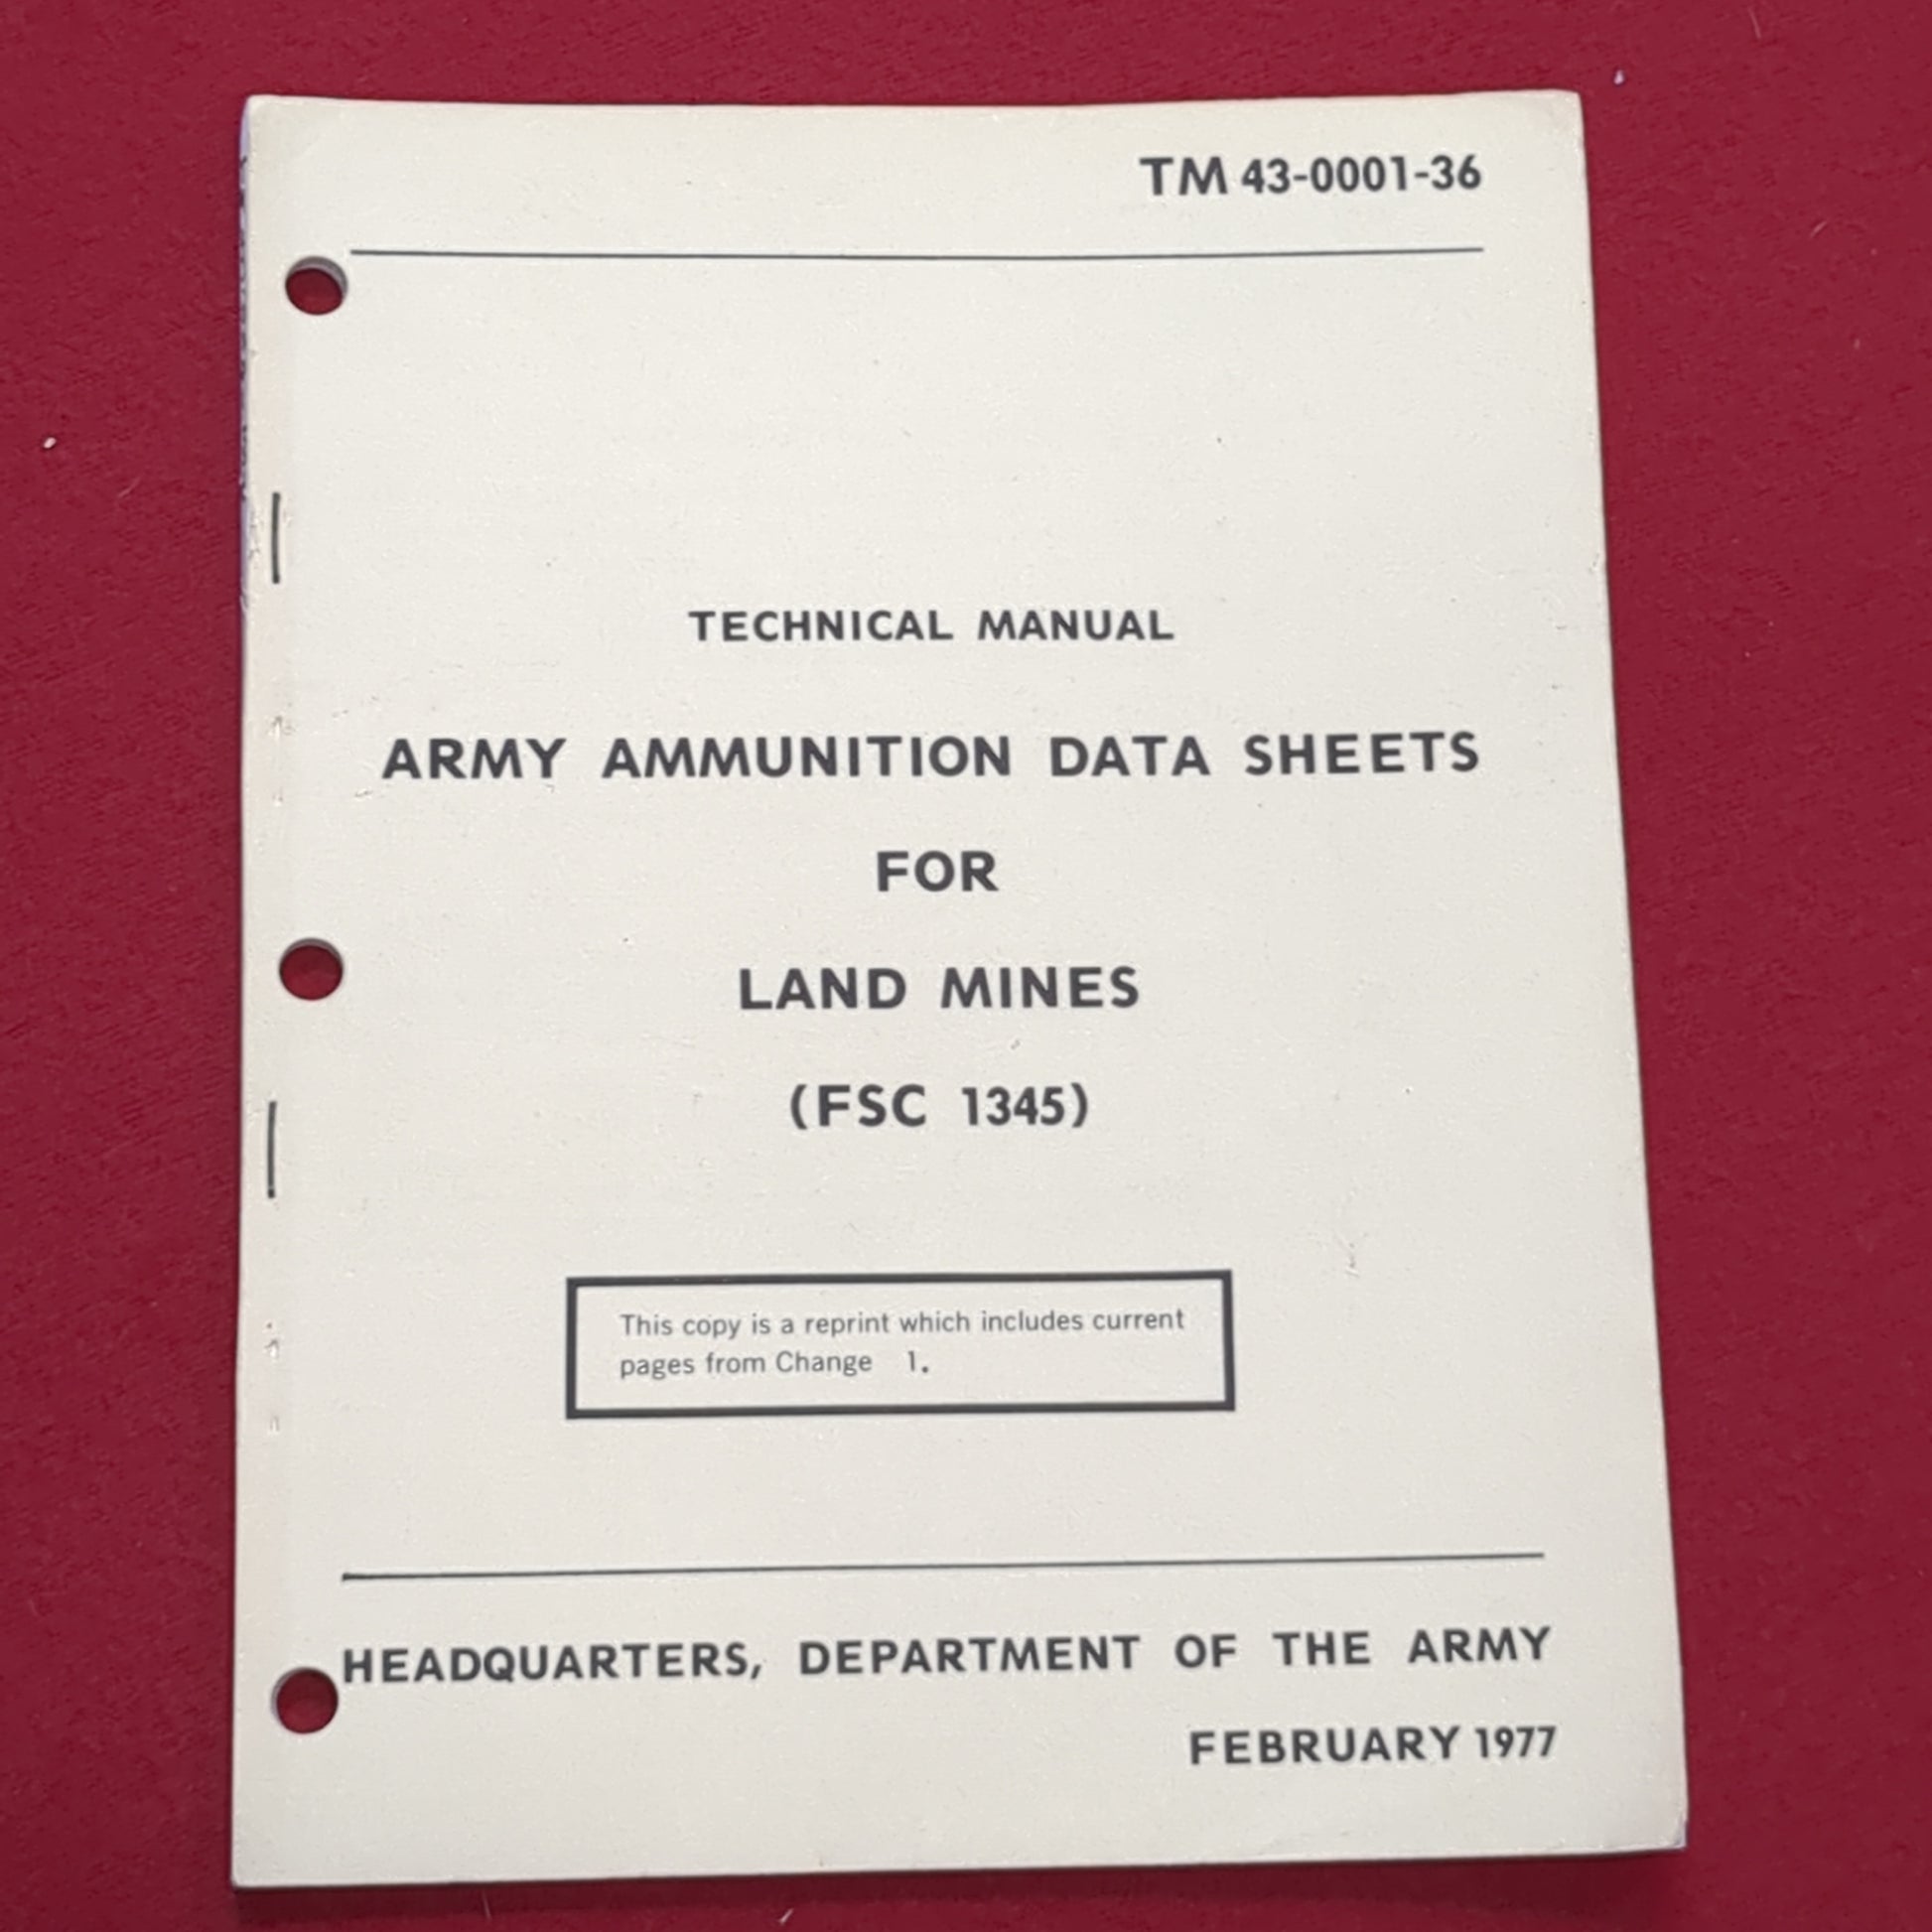 TM 43-0001-36
TECHNICAL MANUAL
ARMY AMMUNITION DATA SHEETS
FOR
LAND MINES
(FSC 1345)
This copy is a reprint which includes current
pages from Change 1.
HEADQUARTERS, DEPARTMENT OF THE ARMY
FEBRUARY 1977